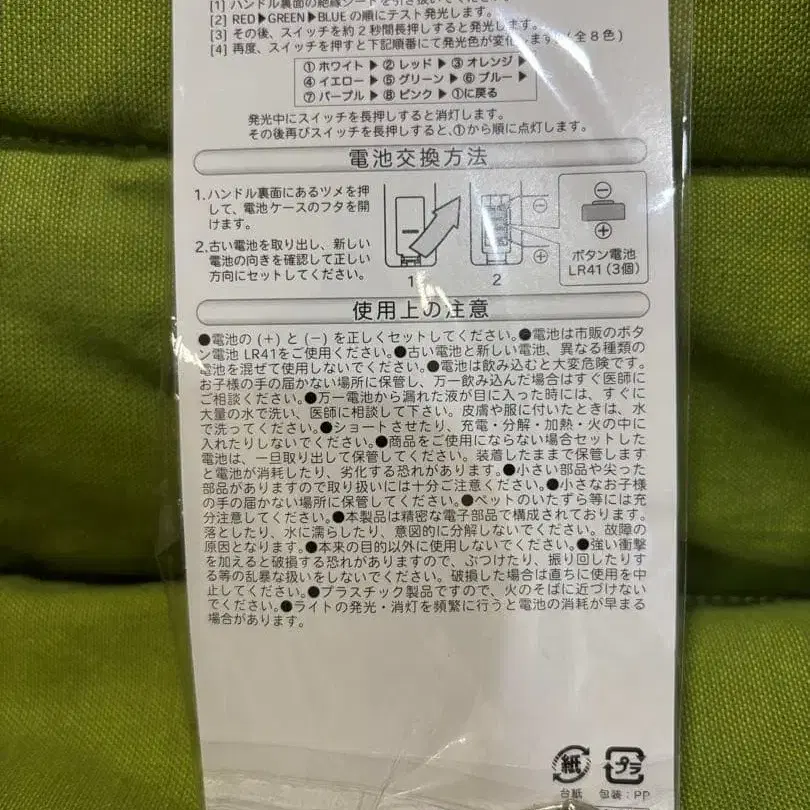 [1] ハンドル裏面の絶縁シートを引き抜いてください。
[2] RED▶GREEN▶BLUE の順にテスト発光します。
[3] その後、スイッチを約2秒間長押しすると発光します。
[4] 再度、スイッチを押すと下記順番にて発光色が変化します。(全8色)
①ホワイト▶②レッド▶③オレンジ▶
④イエロー▶⑤グリーン▶⑥ブルー▶
⑦パープル▶⑧ピンク▶①に戻る
発光中にスイッチを長押しすると消灯します。
その後再びスイッチを長押しすると、①から順に点灯します。
電池交換方法
1.ハンドル裏面にあるツメを押
して、電池ケースのフタを開
けます。
2.古い電池を取り出し、新しい
電池の向きを確認して正しい
方向にセットしてください。
1
2
⊖
⊕
⊖
⊕
ボタン電池
LR41(3個)
使用上の注意
●電池の (+) と (−) を正しくセットしてください。●電池は市販のボタ
ン電池 LR41をご使用ください。●古い電池と新しい電池、異なる種類の
電池を混ぜて使用しないでください。●電池は飲み込むと大変危険です。
お子様の手の届かない場所に保管し、万一飲み込んだ場合はすぐ医師に
ご相談ください。●万一電池から漏れた液が目に入った時には、すぐに
大量の水で洗い、医師に相談して下さい。皮膚や服に付いたときは、水
で洗ってください。●ショートさせたり、充電・分解・加熱・火の中に
入れたりしないでください。●商品をご使用にならない場合セットした
電池は、一旦取り出して保管してください。装着したままで保管します
と電池が消耗したり、劣化する恐れがあります。●小さい部品や尖った
部品がありますので取り扱いには十分ご注意ください。●小さなお子様
の手の届かない場所に保管してください。●ペットのいたずら等には充
分注意してください。●本製品は精密な電子部品で構成されております。
落としたり、水に濡らしたり、意図的に分解しないでください。故障の
原因となります。●本来の目的以外に使用しないでください。●強い衝撃
を加えると破損する恐れがありますので、ぶつけたり、振り回したりす
る等の乱暴な扱いをしないでください。破損した場合は直ちに使用を中
止してください。●プラスチック製品ですので、火のそばに近づけない
でください。●ライトの発光・消灯を頻繁に行うと電池の消耗が早まる
場合があります。
紙
プラ
台紙
包装：PP